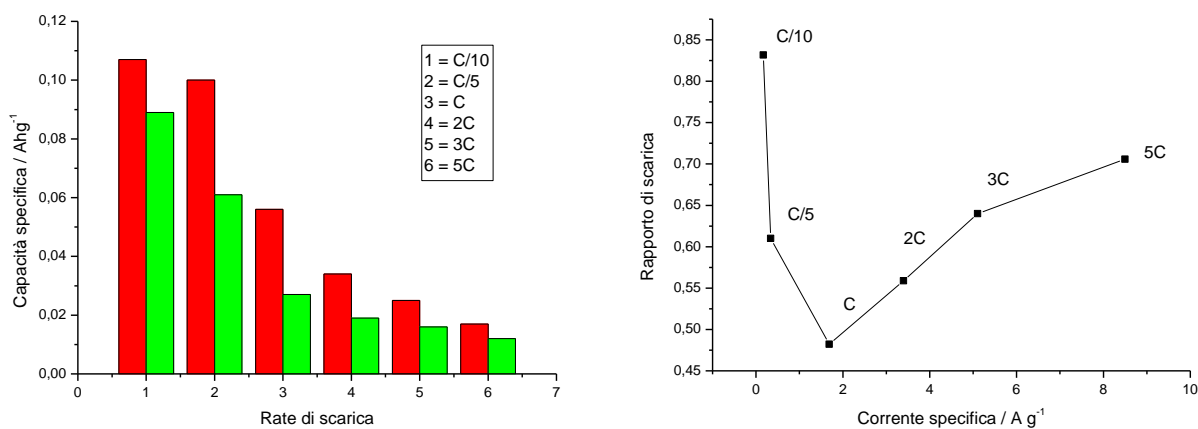 0,12
0,10
0,08
0,06
0,04
0,02
0,00
Capacità specifica / Ahg⁻¹
1 = C/10
2 = C/5
3 = C
4 = 2C
5 = 3C
6 = 5C
0 1 2 3 4 5 6 7
Rate di scarica
0,85
0,80
0,75
0,70
0,65
0,60
0,55
0,50
0,45
Rapporto di scarica
C/10
C/5
C
2C
3C
5C
0 2 4 6 8 10
Corrente specifica / A g⁻¹